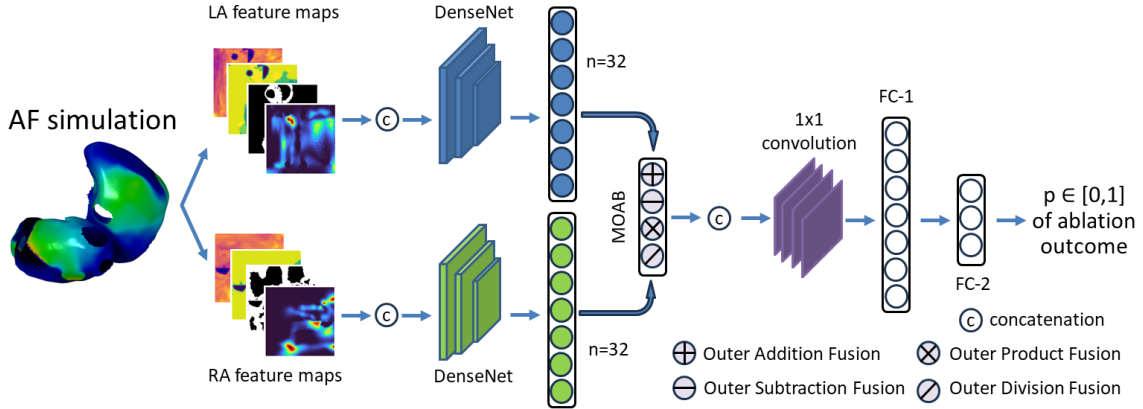 LA feature maps
DenseNet
n=32
AF simulation
c
FC-1
1x1
convolution
MOAB
c
p ∈ [0,1]
of ablation
outcome
c
RA feature maps
DenseNet
n=32
FC-2
c concatenation
Outer Addition Fusion
Outer Product Fusion
Outer Subtraction Fusion
Outer Division Fusion